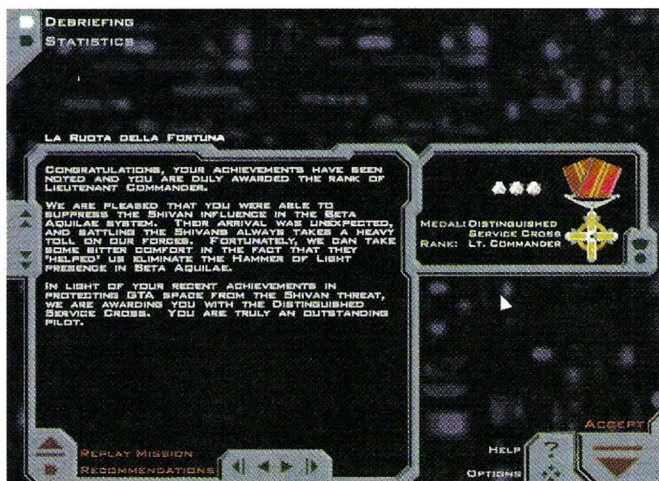 Debriefing
Statistics
La Ruota della Fortuna
Congratulations, your achievements have been
noted and you are duly awarded the rank of
Lieutenant Commander.
We are pleased that you were able to
suppress the Shivan influence in the Beta
Aquilae system. Their arrival was unexpected,
and battling the Shivans always takes a heavy
toll on our forces. Fortunately, we can take
some bitter comfort in the fact that they
'helped' us eliminate the Hammer of Light
presence in Beta Aquilae.
In light of your recent achievements in
protecting GTA space from the Shivan threat,
we are awarding you with the Distinguished
Service Cross. You are truly an outstanding
pilot.
Medal: Distinguished
Service Cross
Rank: Lt. Commander
Replay Mission
Recommendations
Accept
Help ?
Options